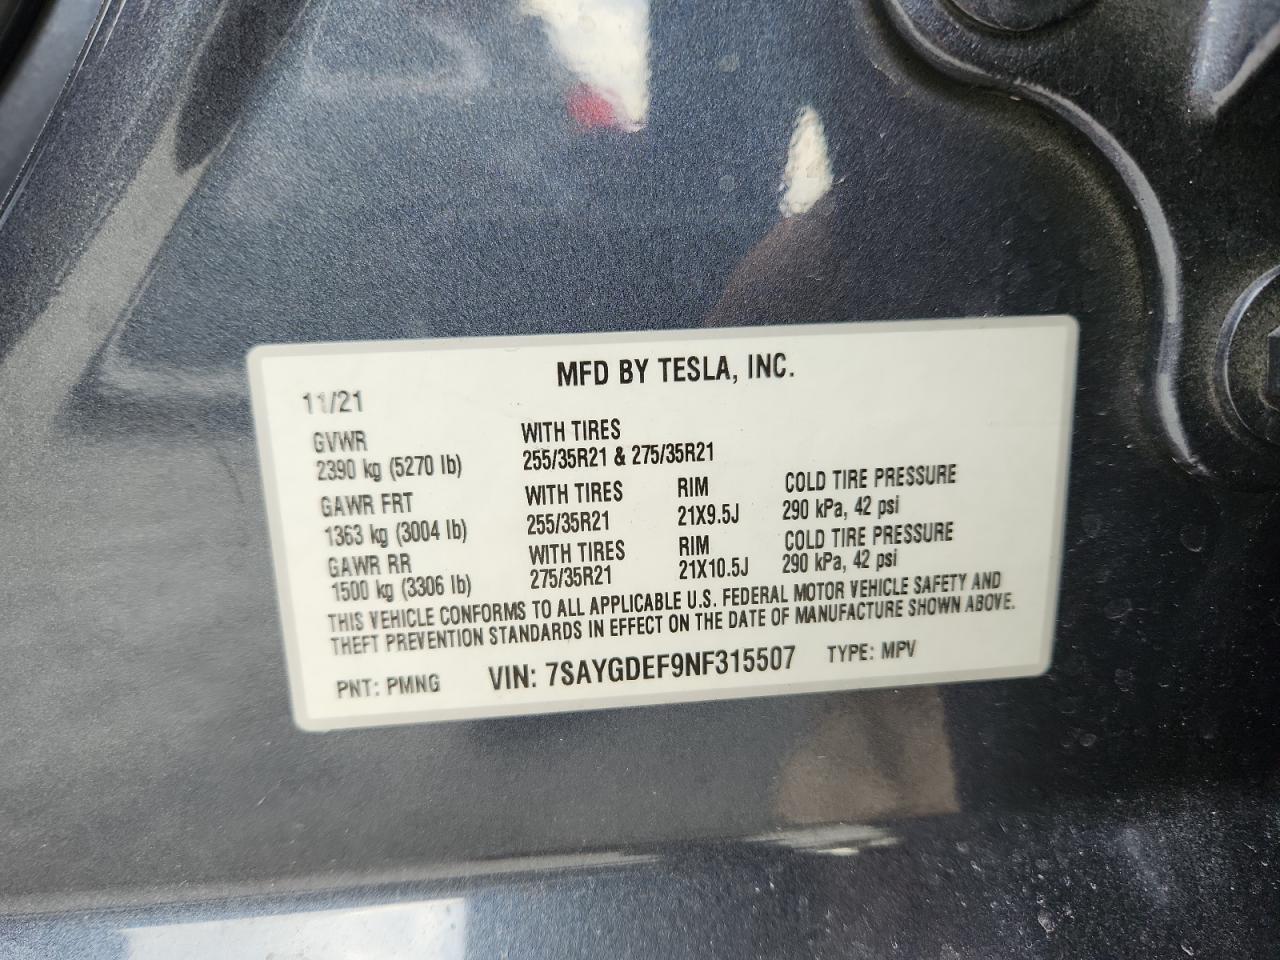 MFD BY TESLA, INC.
11/21
GVWR WITH TIRES
2390 kg (5270 lb) 255/35R21 & 275/35R21
GAWR FRT WITH TIRES RIM COLD TIRE PRESSURE
1363 kg (3004 lb) 255/35R21 21X9.5J 290 kPa, 42 psi
GAWR RR WITH TIRES RIM COLD TIRE PRESSURE
1500 kg (3306 lb) 275/35R21 21X10.5J 290 kPa, 42 psi
THIS VEHICLE CONFORMS TO ALL APPLICABLE U.S. FEDERAL MOTOR VEHICLE SAFETY AND
THEFT PREVENTION STANDARDS IN EFFECT ON THE DATE OF MANUFACTURE SHOWN ABOVE.
PNT: PMNG VIN: 7SAYGDEF9NF315507 TYPE: MPV